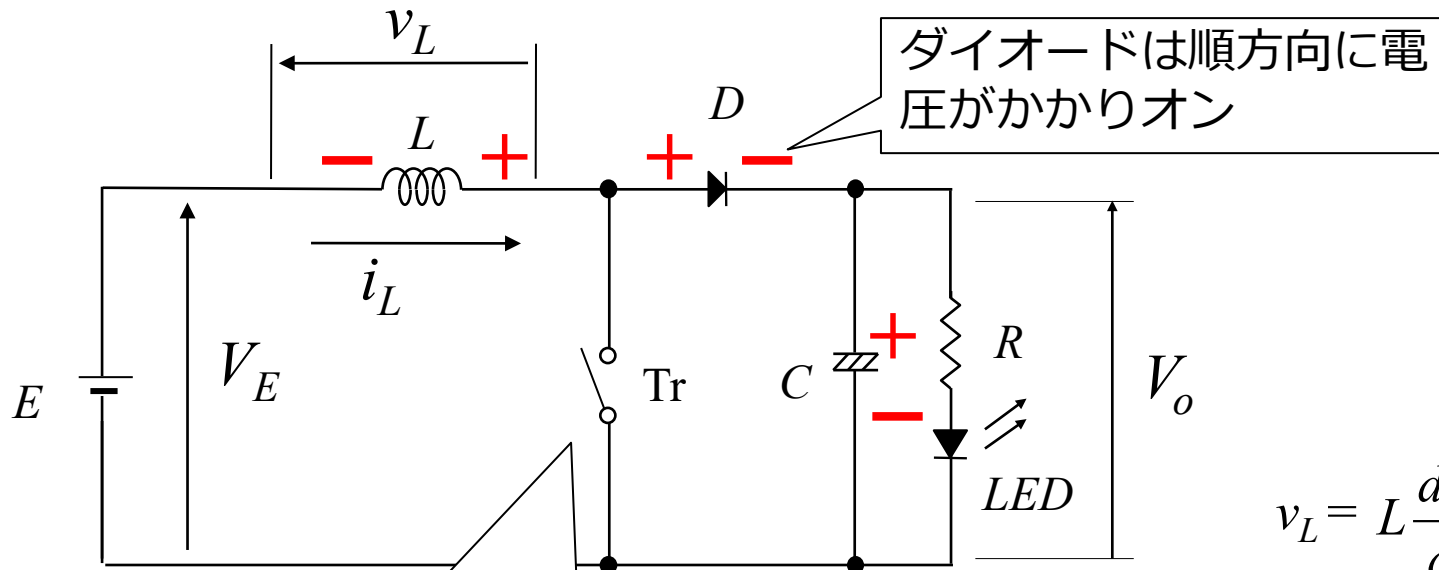 v_L
ダイオードは順方向に電
圧がかかりオン
D
L
− +
+ −
i_L
E
V_E
Tr
C
+
−
R
LED
V_o
v_L = L